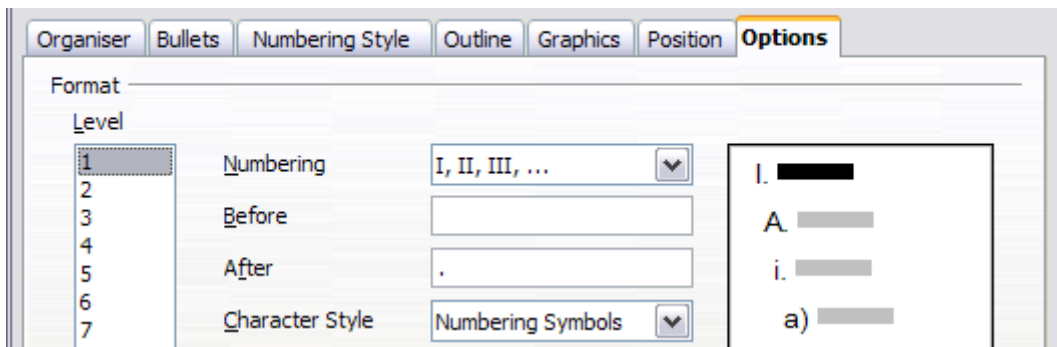 Organiser Bullets Numbering Style Outline Graphics Position Options
Format
Level
1 Numbering I, II, III, ... I.
2
3 Before A.
4
5 After . i.
6
7 Character Style Numbering Symbols a)